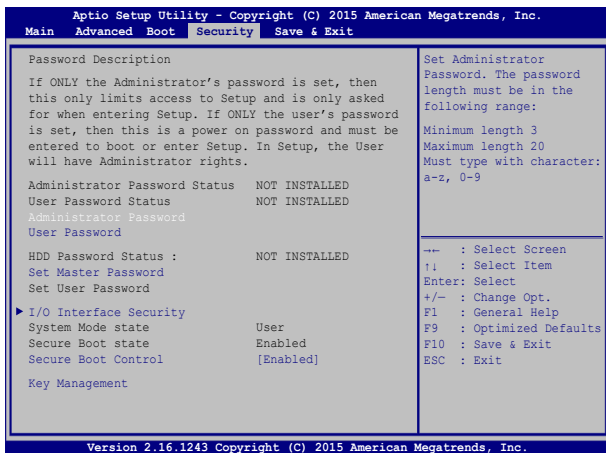 Aptio Setup Utility - Copyright (C) 2015 American Megatrends, Inc.
Main Advanced Boot Security Save & Exit
Password Description
If ONLY the Administrator's password is set, then
this only limits access to Setup and is only asked
for when entering Setup. If ONLY the user's password
is set, then this is a power on password and must be
entered to boot or enter Setup. In Setup, the User
will have Administrator rights.
Administrator Password Status NOT INSTALLED
User Password Status NOT INSTALLED
Administrator Password
User Password
HDD Password Status : NOT INSTALLED
Set Master Password
Set User Password
I/O Interface Security
System Mode state User
Secure Boot state Enabled
Secure Boot Control [Enabled]
Key Management
Set Administrator
Password. The password
length must be in the
following range:
Minimum length 3
Maximum length 20
Must type with character:
a-z, 0-9
→← : Select Screen
↑↓ : Select Item
Enter: Select
+/— : Change Opt.
F1 : General Help
F9 : Optimized Defaults
F10 : Save & Exit
ESC : Exit
Version 2.16.1243 Copyright (C) 2015 American Megatrends, Inc.